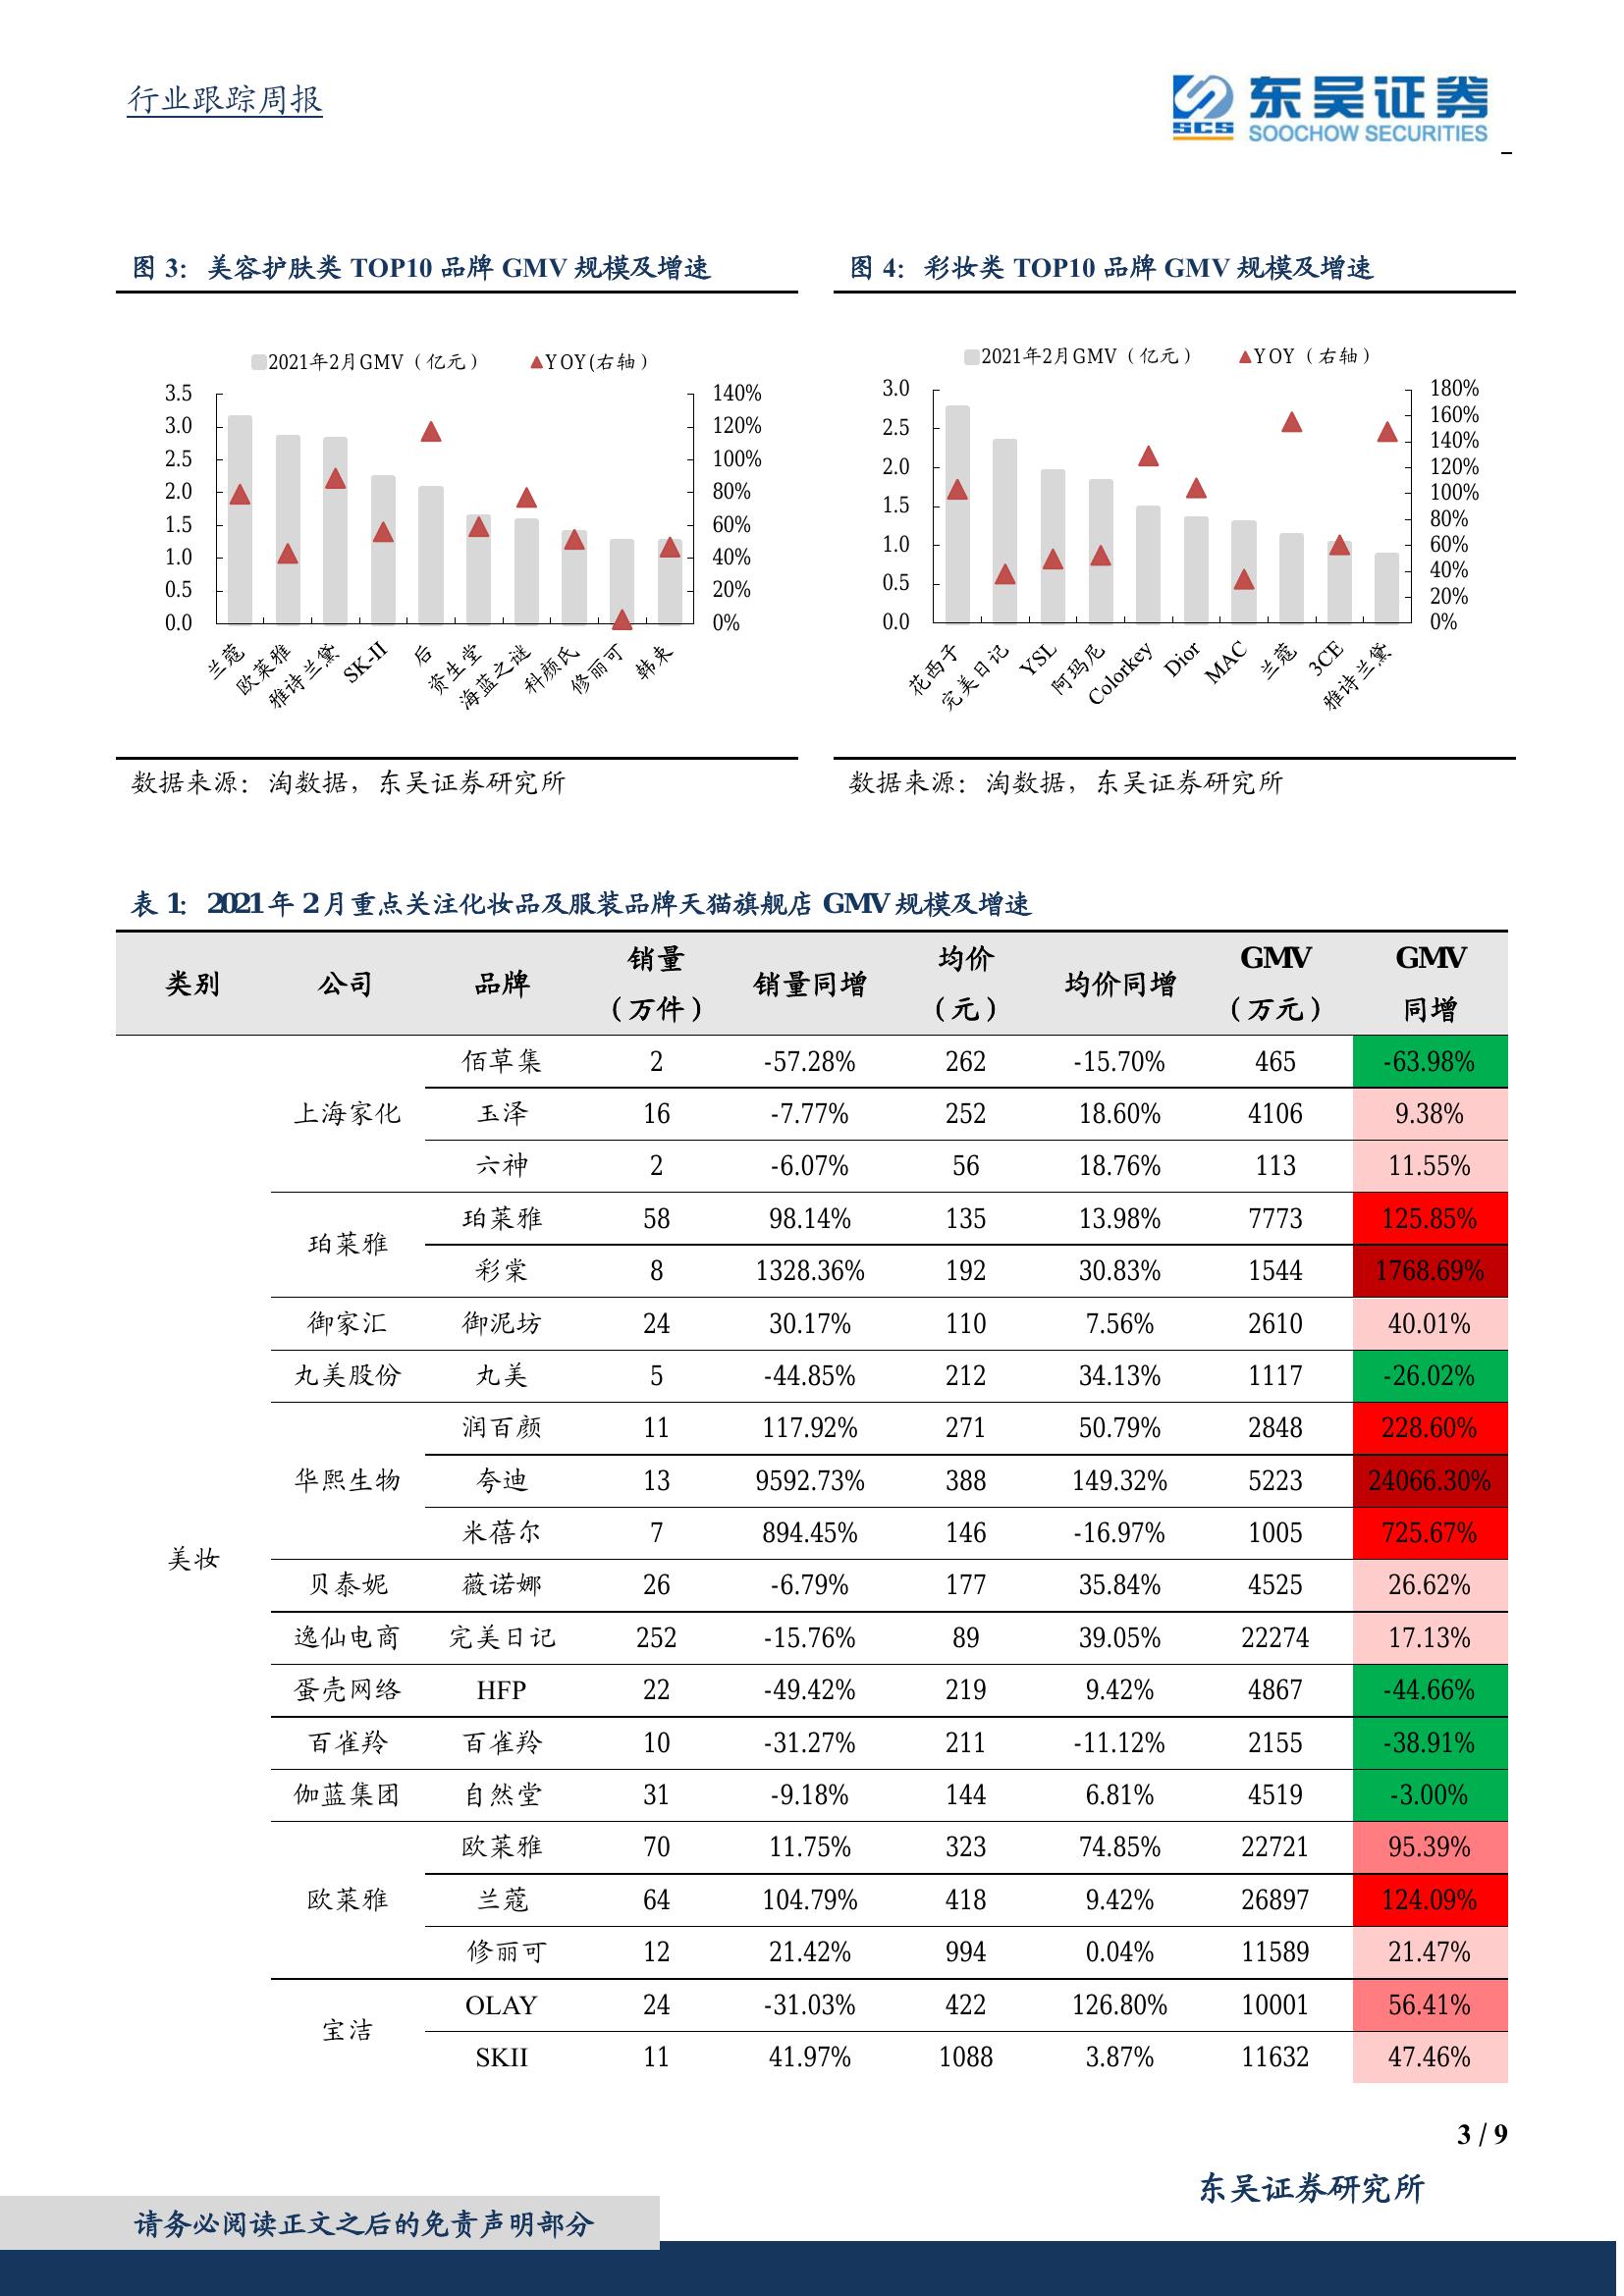 行业跟踪周报
SCS 东吴证券
SOOCHOW SECURITIES
图 3: 美容护肤类 TOP10 品牌 GMV 规模及增速
2021年2月GMV（亿元） YOY(右轴）
3.5 140%
3.0 120%
2.5 100%
2.0 80%
1.5 60%
1.0 40%
0.5 20%
0.0 0%
兰蔻 欧莱雅 雅诗兰黛 SK-II 后 资生堂 海蓝之谜 科颜氏 修丽可 韩束
数据来源：淘数据，东吴证券研究所
图 4: 彩妆类 TOP10 品牌 GMV 规模及增速
2021年2月GMV（亿元） YOY（右轴）
3.0 180%
160%
2.5 140%
2.0 120%
1.5 100%
80%
1.0 60%
0.5 40%
20%
0.0 0%
花西子 完美日记 YSL 阿玛尼 Colorkey Dior MAC 兰蔻 3CE 雅诗兰黛
数据来源：淘数据，东吴证券研究所
表 1: 2021 年 2 月重点关注化妆品及服装品牌天猫旗舰店 GMV 规模及增速
类别 公司 品牌 销量（万件） 销量同增 均价（元） 均价同增 GMV（万元） GMV同增
美妆 上海家化 佰草集 2 -57.28% 262 -15.70% 465 -63.98%
玉泽 16 -7.77% 252 18.60% 4106 9.38%
六神 2 -6.07% 56 18.76% 113 11.55%
珀莱雅 珀莱雅 58 98.14% 135 13.98% 7773 125.85%
彩棠 8 1328.36% 192 30.83% 1544 1768.69%
御家汇 御泥坊 24 30.17% 110 7.56% 2610 40.01%
丸美股份 丸美 5 -44.85% 212 34.13% 1117 -26.02%
华熙生物 润百颜 11 117.92% 271 50.79% 2848 228.60%
夸迪 13 9592.73% 388 149.32% 5223 24066.30%
米蓓尔 7 894.45% 146 -16.97% 1005 725.67%
贝泰妮 薇诺娜 26 -6.79% 177 35.84% 4525 26.62%
逸仙电商 完美日记 252 -15.76% 89 39.05% 22274 17.13%
蛋壳网络 HFP 22 -49.42% 219 9.42% 4867 -44.66%
百雀羚 百雀羚 10 -31.27% 211 -11.12% 2155 -38.91%
伽蓝集团 自然堂 31 -9.18% 144 6.81% 4519 -3.00%
欧莱雅 欧莱雅 70 11.75% 323 74.85% 22721 95.39%
兰蔻 64 104.79% 418 9.42% 26897 124.09%
修丽可 12 21.42% 994 0.04% 11589 21.47%
宝洁 OLAY 24 -31.03% 422 126.80% 10001 56.41%
SKII 11 41.97% 1088 3.87% 11632 47.46%
3 / 9
东吴证券研究所
请务必阅读正文之后的免责声明部分